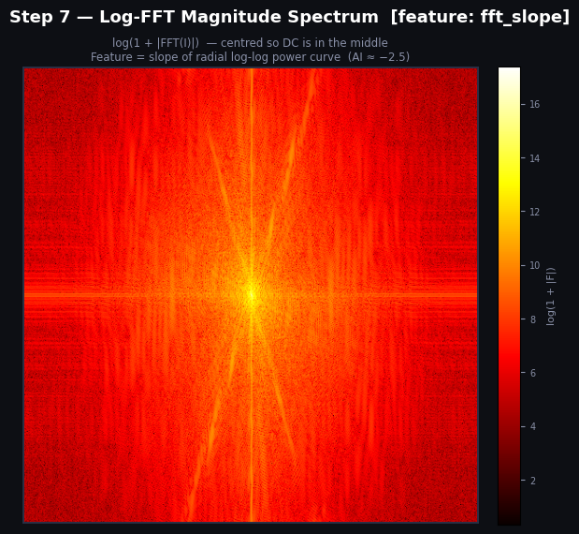 Step 7 — Log-FFT Magnitude Spectrum  [feature: fft_slope]
log(1 + |FFT(I)|)  — centred so DC is in the middle
Feature = slope of radial log-log power curve  (AI ≈ −2.5)
16
14
12
10
8
6
4
2
log(1 + |F|)